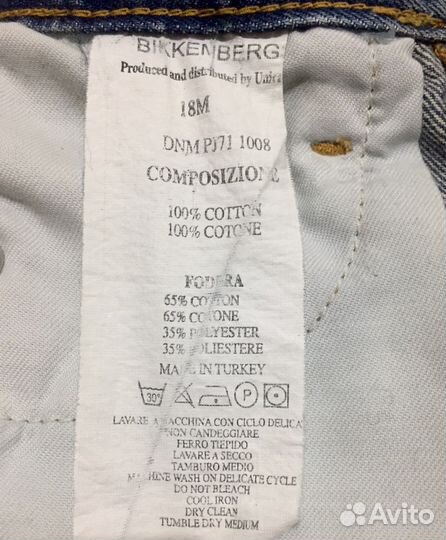 BIKKENBERG
Produced and distributed by
18M
DNM PJ71 1008
COMPOSIZIONE
100% COTTON
100% COTONE
FODERA
65% COTTON
65% COTONE
35% POLYESTER
35% POLIESTERE
MADE IN TURKEY
30°
P
LAVARE A MACCHINA CON CICLO DELICA
NON CANDEGGIARE
FERRO TIEPIDO
LAVARE A SECCO
TAMBURO MEDIO
MACHINE WASH ON DELICATE CYCLE
DO NOT BLEACH
COOL IRON
DRY CLEAN
TUMBLE DRY MEDIUM
Avito